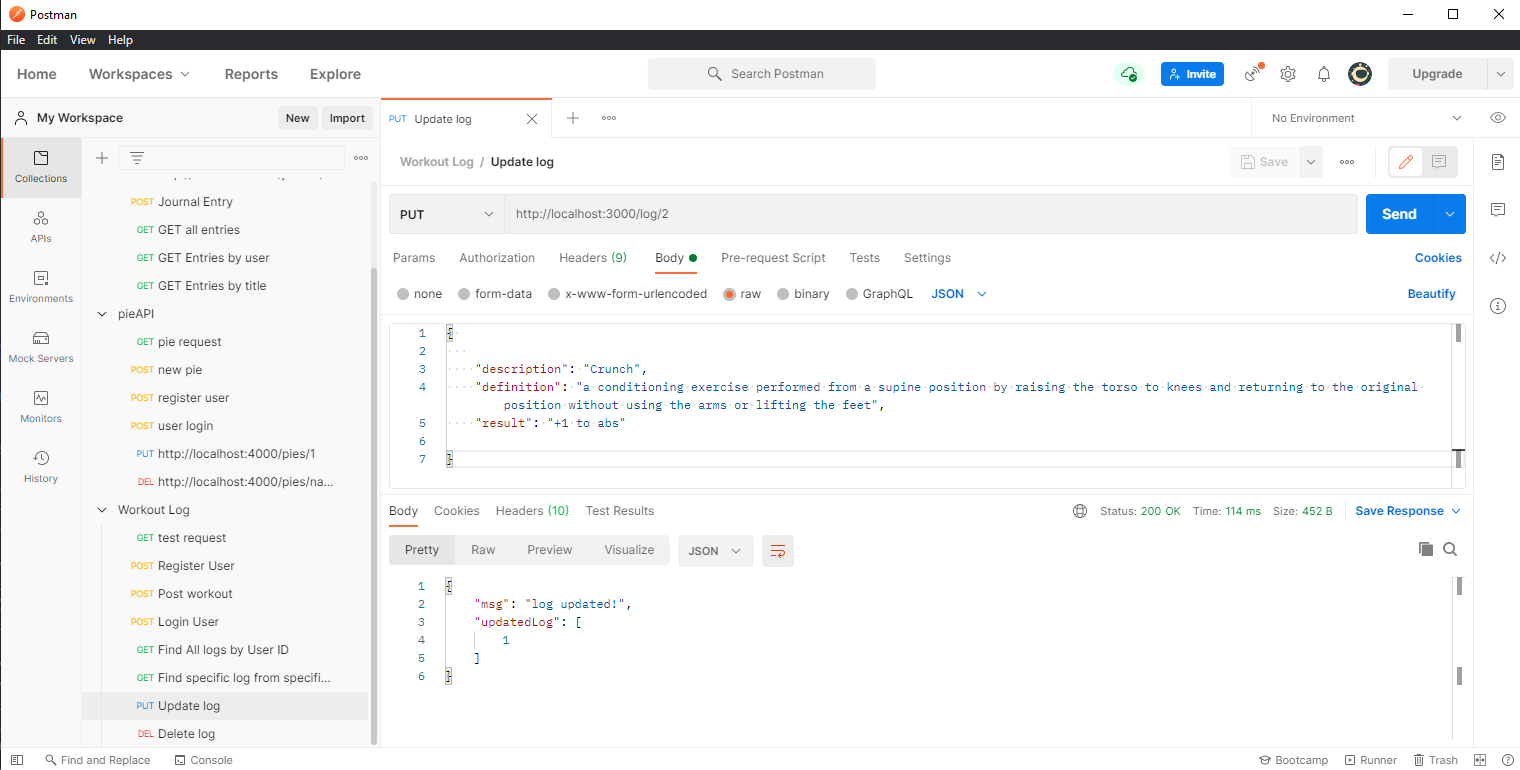 Postman
File Edit View Help
Home Workspaces Reports Explore Search Postman Invite Upgrade
My Workspace New Import PUT Update log No Environment
Collections
APIs
Environments
Mock Servers
Monitors
History
POST Journal Entry
GET GET all entries
GET GET Entries by user
GET GET Entries by title
pieAPI
GET pie request
POST new pie
POST register user
POST user login
PUT http://localhost:4000/pies/1
DEL http://localhost:4000/pies/na...
Workout Log
GET test request
POST Register User
POST Post workout
POST Login User
GET Find All logs by User ID
GET Find specific log from specifi...
PUT Update log
DEL Delete log
Workout Log / Update log Save
PUT http://localhost:3000/log/2 Send
Params Authorization Headers (9) Body Pre-request Script Tests Settings Cookies
none form-data x-www-form-urlencoded raw binary GraphQL JSON Beautify
1 {
2
3 "description": "Crunch",
4 "definition": "a conditioning exercise performed from a supine position by raising the torso to knees and returning to the original
position without using the arms or lifting the feet",
5 "result": "+1 to abs"
6
7 }
Body Cookies Headers (10) Test Results Status: 200 OK Time: 114 ms Size: 452 B Save Response
Pretty Raw Preview Visualize JSON
1 {
2 "msg": "log updated!",
3 "updatedLog": [
4 1
5 ]
6 }
Find and Replace Console Bootcamp Runner Trash